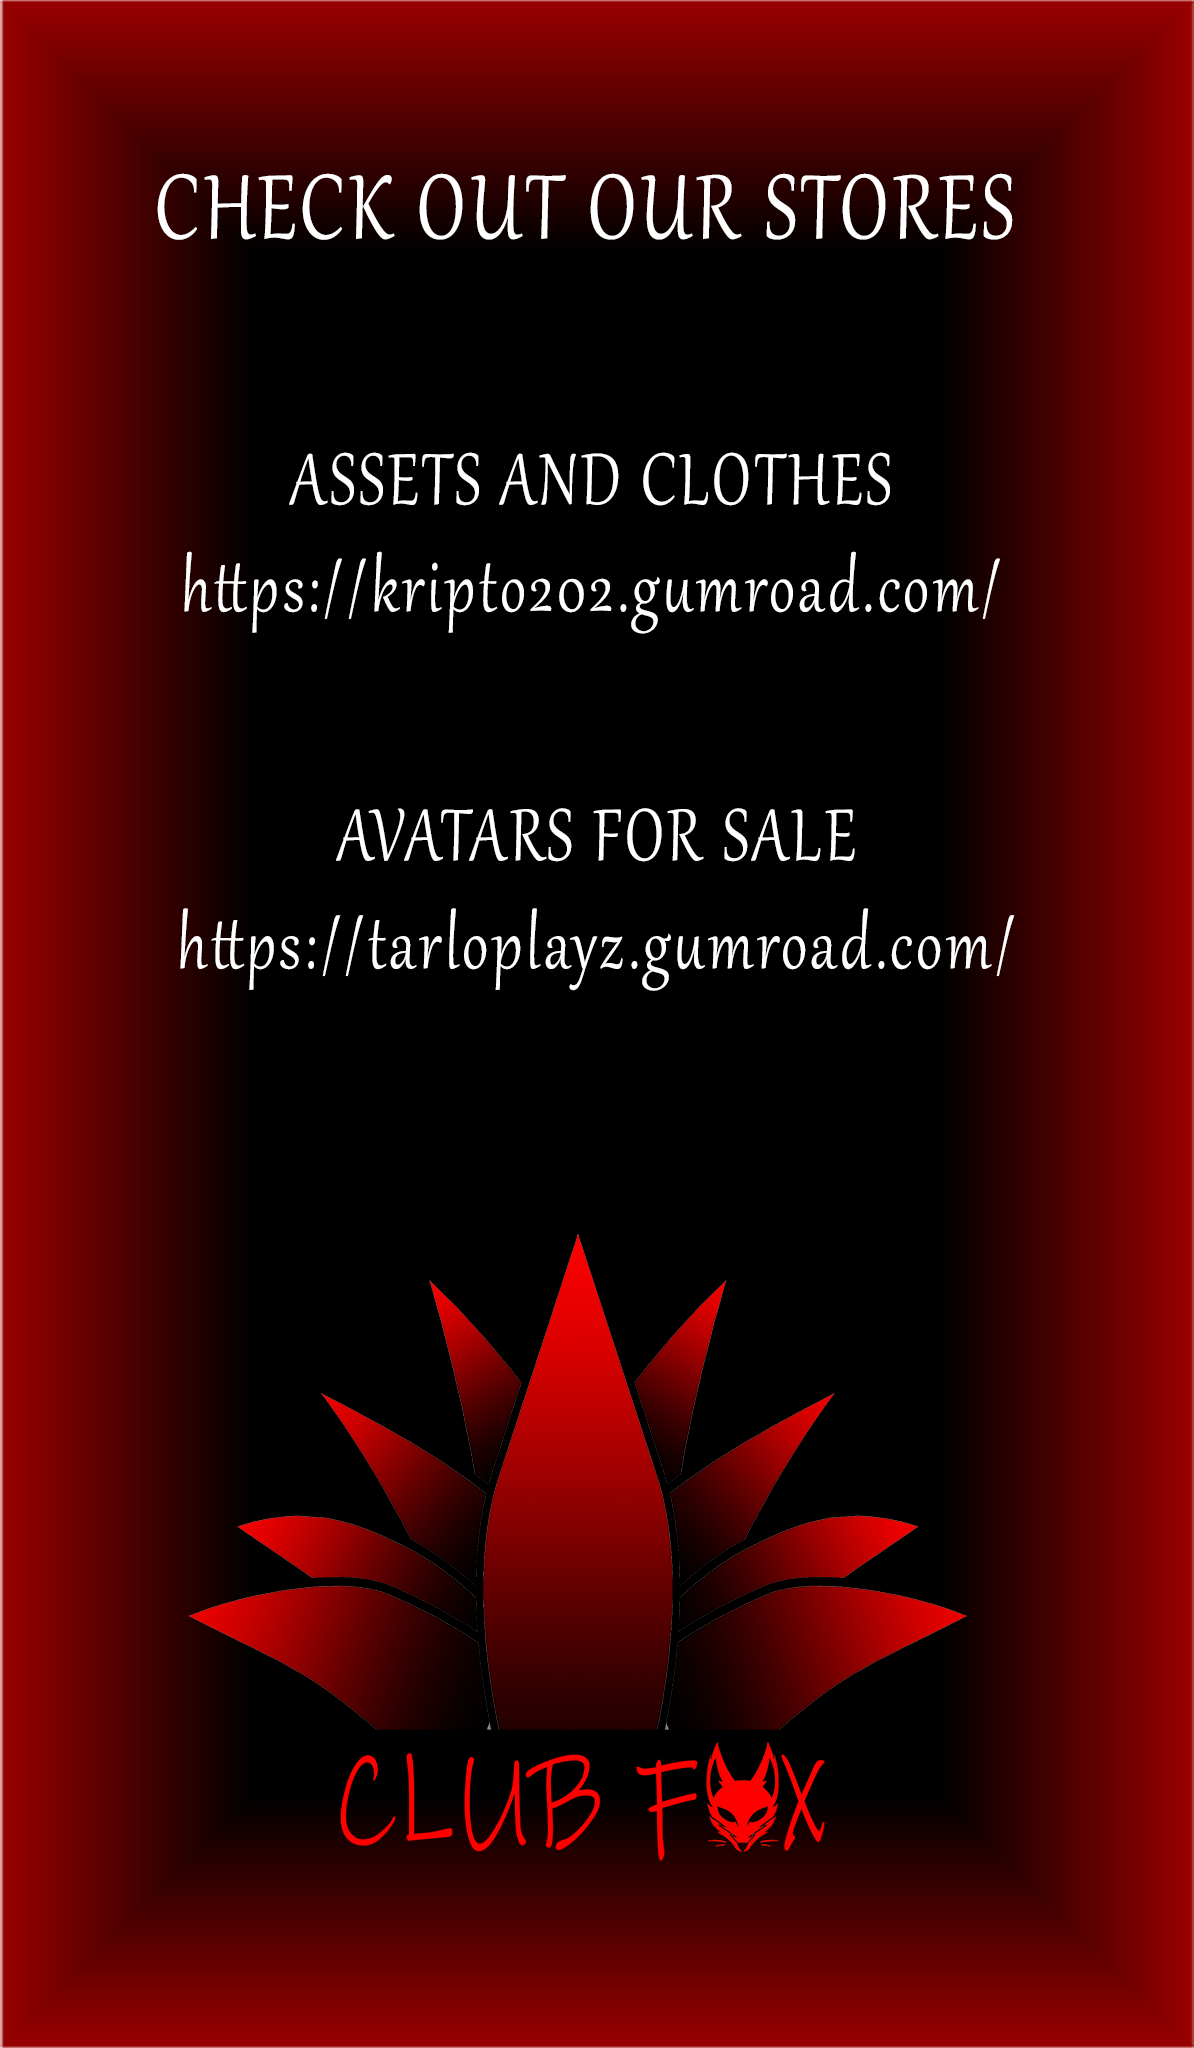 CHECK OUT OUR STORES
ASSETS AND CLOTHES
https://kripto202.gumroad.com/
AVATARS FOR SALE
https://tarloplayz.gumroad.com/
CLUB FOX